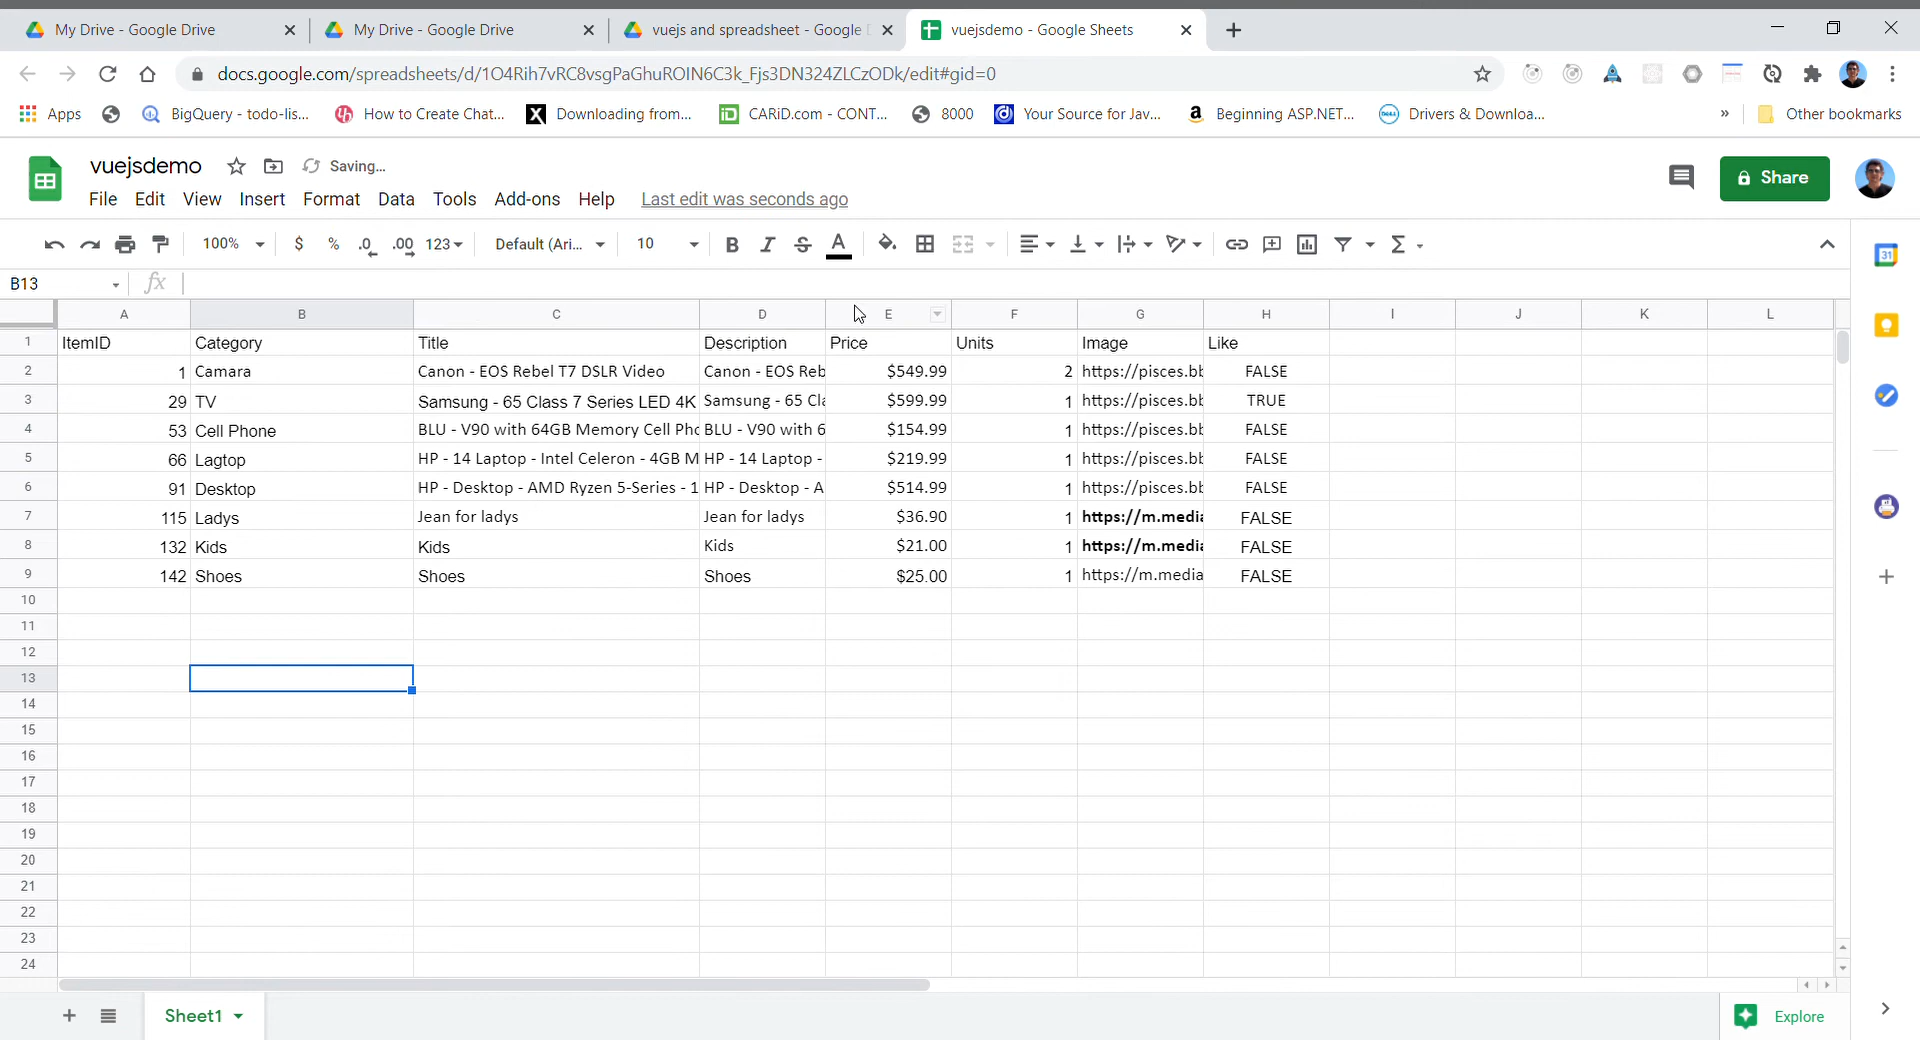 My Drive - Google Drive
My Drive - Google Drive
vuejs and spreadsheet - Google
vuejsdemo - Google Sheets
docs.google.com/spreadsheets/d/1O4Rih7vRC8vsgPaGhuROIN6C3k_Fjs3DN324ZLCzODk/edit#gid=0
Apps
BigQuery - todo-lis...
How to Create Chat...
Downloading from...
CARiD.com - CONT...
8000
Your Source for Jav...
Beginning ASP.NET...
Drivers & Downloa...
»
Other bookmarks
vuejsdemo
Saving...
File Edit View Insert Format Data Tools Add-ons Help Last edit was seconds ago
Share
100% $ % .0 .00 123 Default (Ari... 10 B I S A Σ
31
B13 fx
A B C D E F G H I J K L
1 ItemID Category Title Description Price Units Image Like
2 1 Camara Canon - EOS Rebel T7 DSLR Video Canon - EOS Reb $549.99 2 https://pisces.bb FALSE
3 29 TV Samsung - 65 Class 7 Series LED 4K Samsung - 65 Cla $599.99 1 https://pisces.bb TRUE
4 53 Cell Phone BLU - V90 with 64GB Memory Cell Pho BLU - V90 with 6 $154.99 1 https://pisces.bb FALSE
5 66 Lagtop HP - 14 Laptop - Intel Celeron - 4GB M HP - 14 Laptop - $219.99 1 https://pisces.bb FALSE
6 91 Desktop HP - Desktop - AMD Ryzen 5-Series - 1 HP - Desktop - A $514.99 1 https://pisces.bb FALSE
7 115 Ladys Jean for ladys Jean for ladys $36.90 1 https://m.media FALSE
8 132 Kids Kids Kids $21.00 1 https://m.media FALSE
9 142 Shoes Shoes Shoes $25.00 1 https://m.media FALSE
10
11
12
13
14
15
16
17
18
19
20
21
22
23
24
Sheet1
Explore